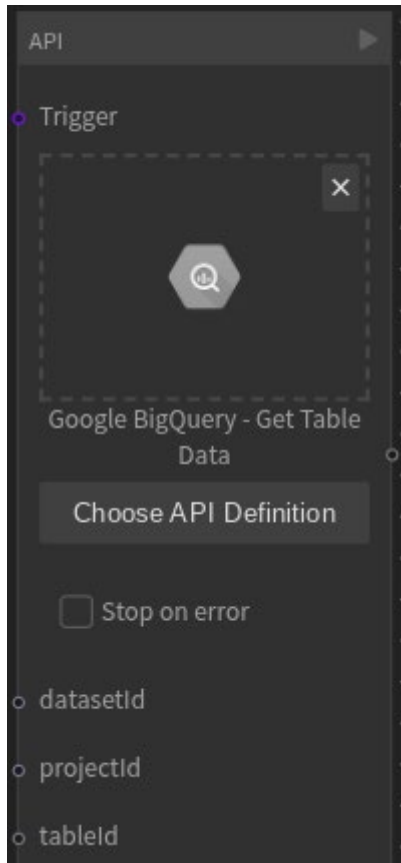 API
Trigger
Google BigQuery - Get Table
Data
Choose API Definition
Stop on error
datasetId
projectId
tableId